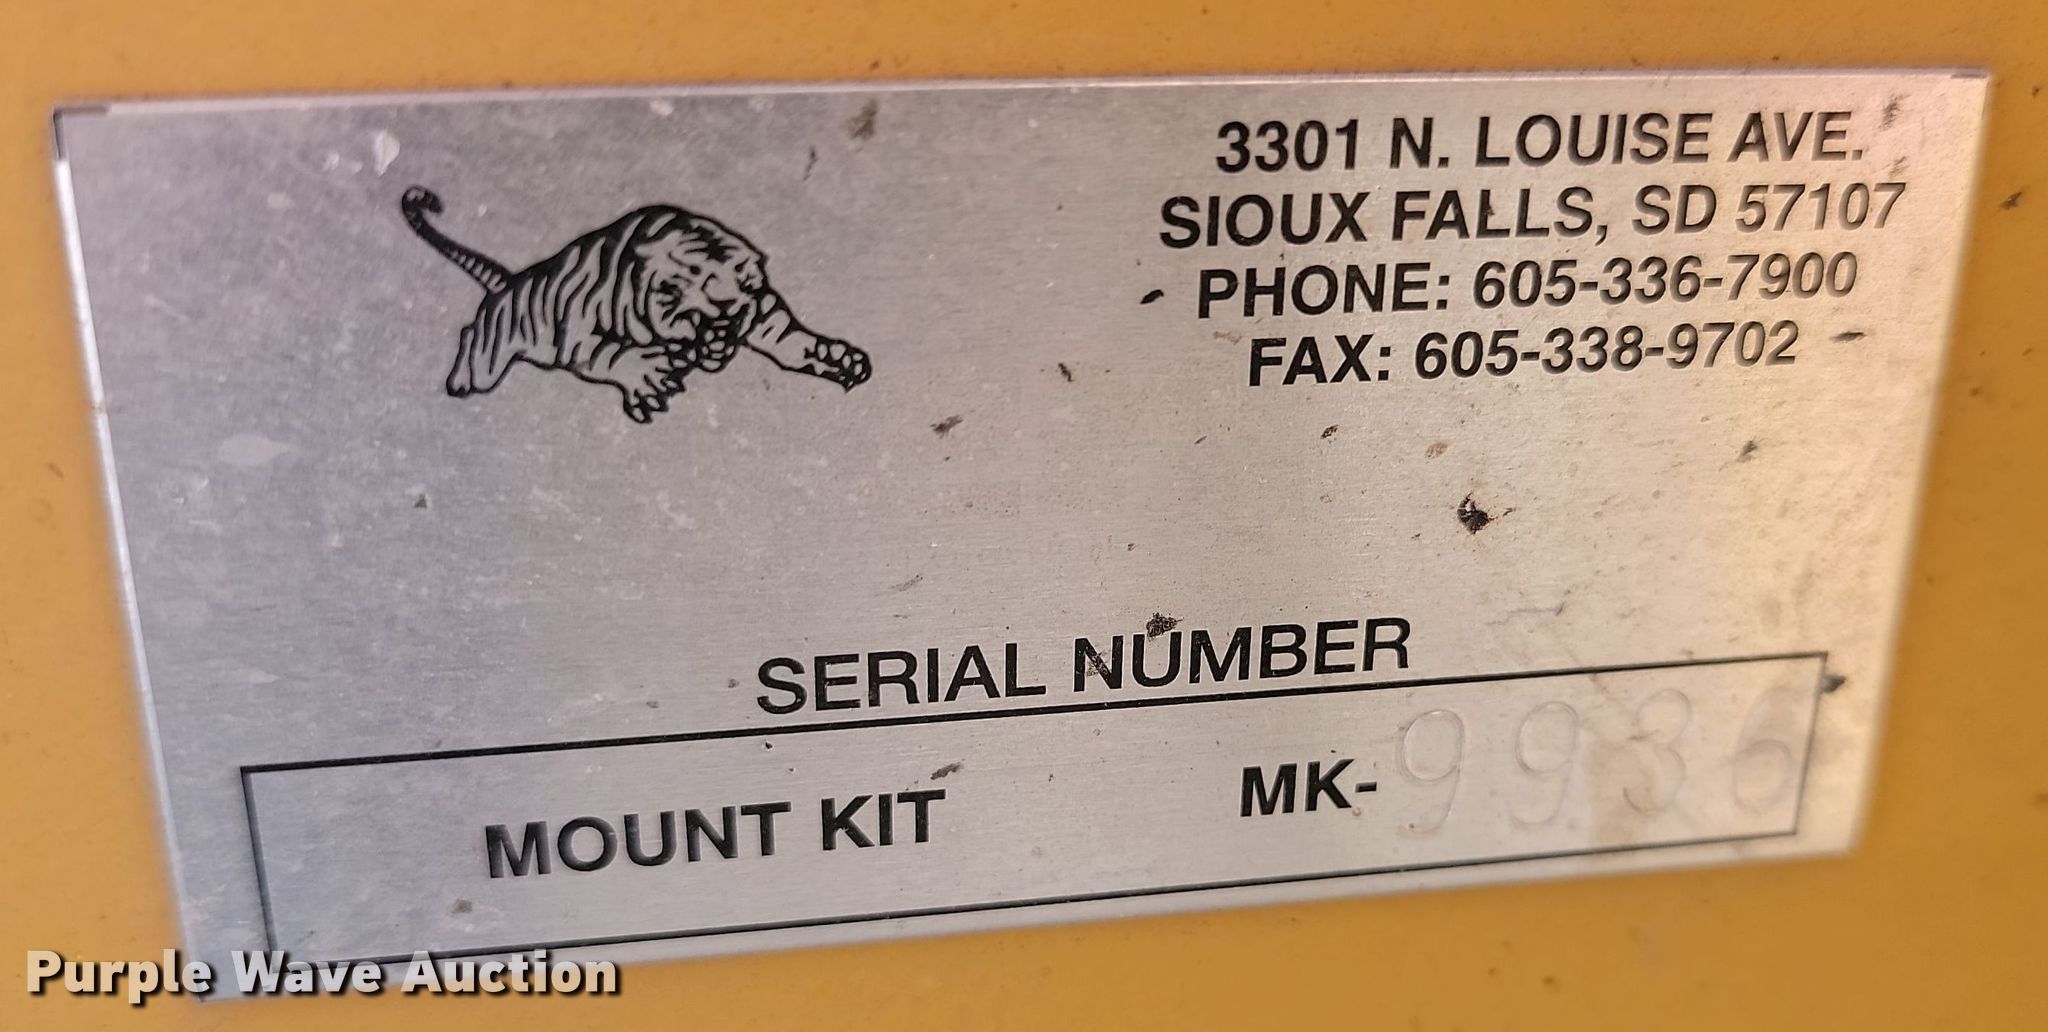 3301 N. LOUISE AVE.
SIOUX FALLS, SD 57107
PHONE: 605-336-7900
FAX: 605-338-9702
SERIAL NUMBER
MOUNT KIT MK-9936
Purple Wave Auction